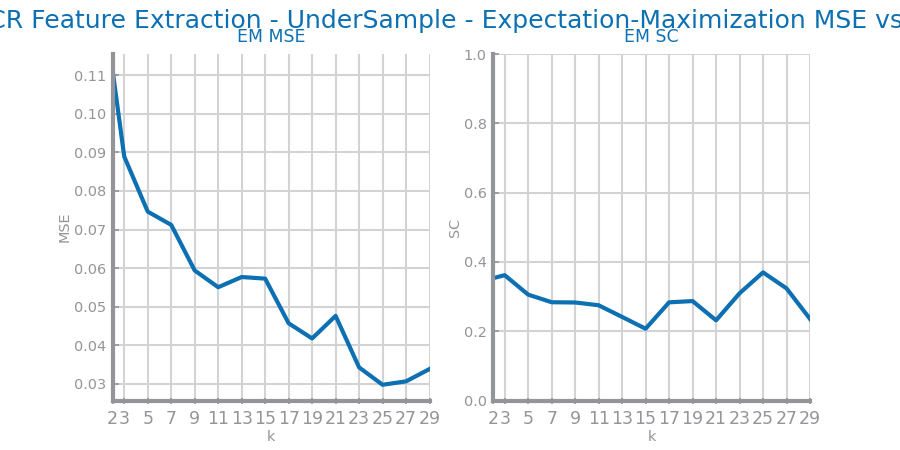 CR Feature Extraction - UnderSample - Expectation-Maximization MSE vs
EM MSE
EM SC
0.11
0.10
0.09
0.08
0.07
0.06
0.05
0.04
0.03
MSE
2 3 5 7 9 11 13 15 17 19 21 23 25 27 29
k
1.0
0.8
0.6
0.4
0.2
0.0
SC
2 3 5 7 9 11 13 15 17 19 21 23 25 27 29
k